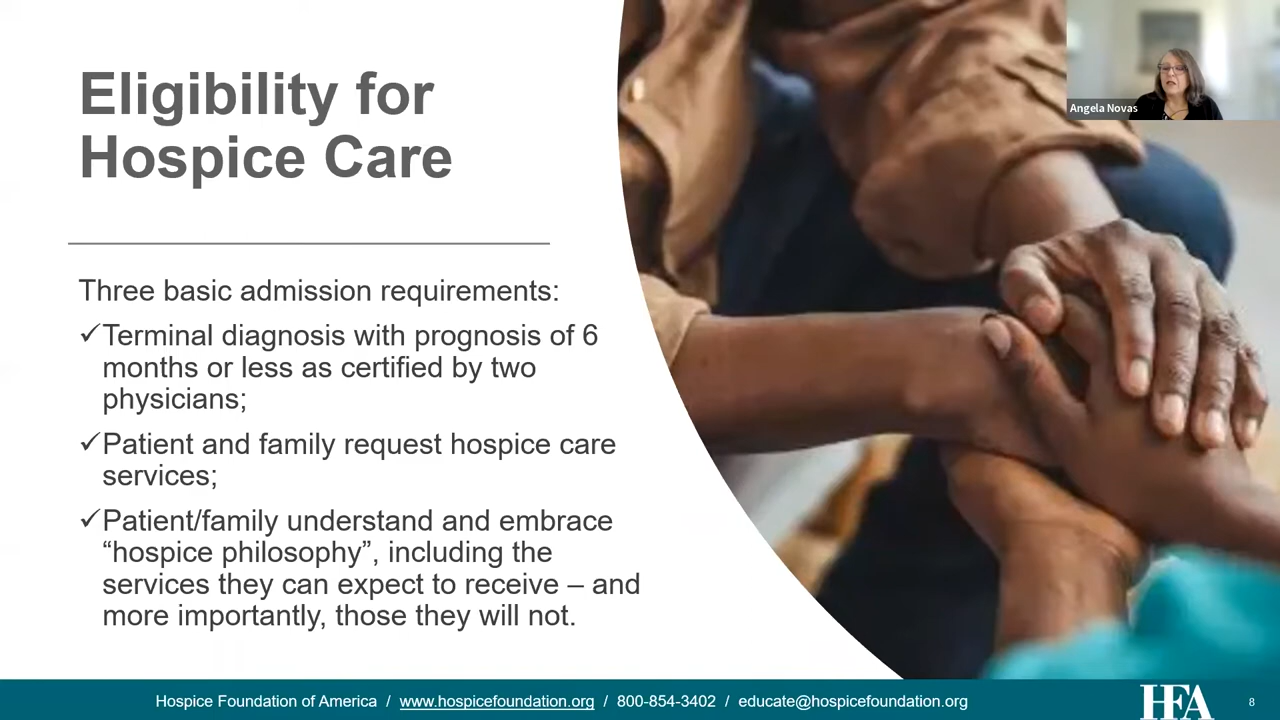 Eligibility for
Hospice Care
Three basic admission requirements:
✓Terminal diagnosis with prognosis of 6
months or less as certified by two
physicians;
✓Patient and family request hospice care
services;
✓Patient/family understand and embrace
“hospice philosophy”, including the
services they can expect to receive – and
more importantly, those they will not.
Angela Novas
Hospice Foundation of America / www.hospicefoundation.org / 800-854-3402 / educate@hospicefoundation.org
HFA
8